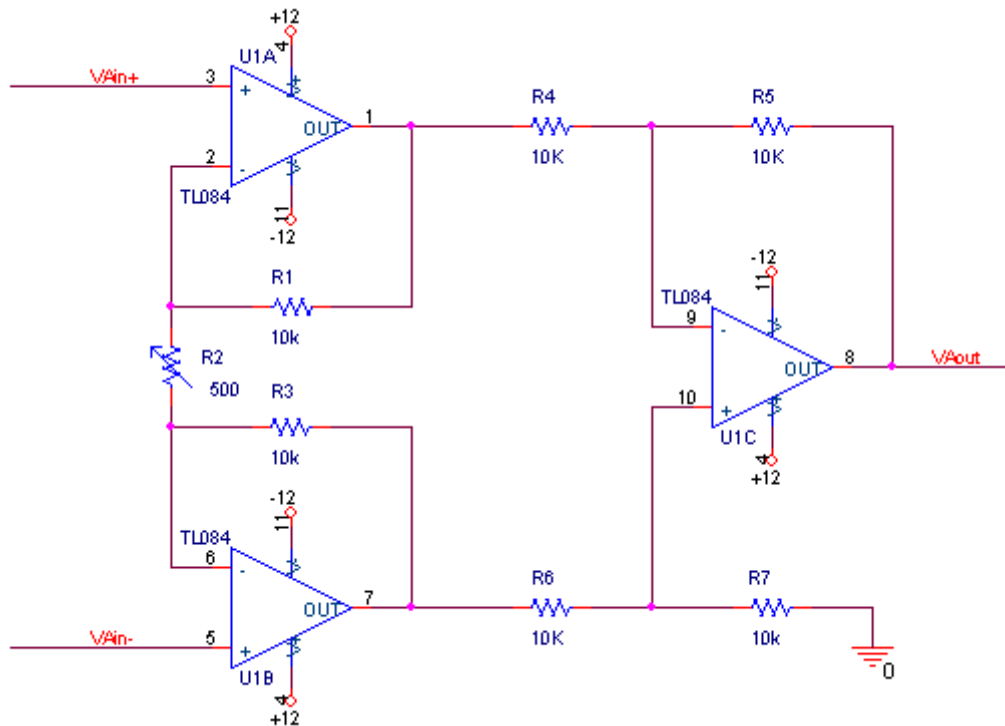 +12
4
U1A
VAin+
3
+
OUT
1
2
-
TL084
11
-12
R4
10K
R5
10K
R1
10k
R2
500
R3
10k
-12
11
TL084
9
-
OUT
8
VAout
10
+
U1C
4
+12
-12
11
TL084
6
-
OUT
7
VAin-
5
+
U1B
4
+12
R6
10K
R7
10k
0